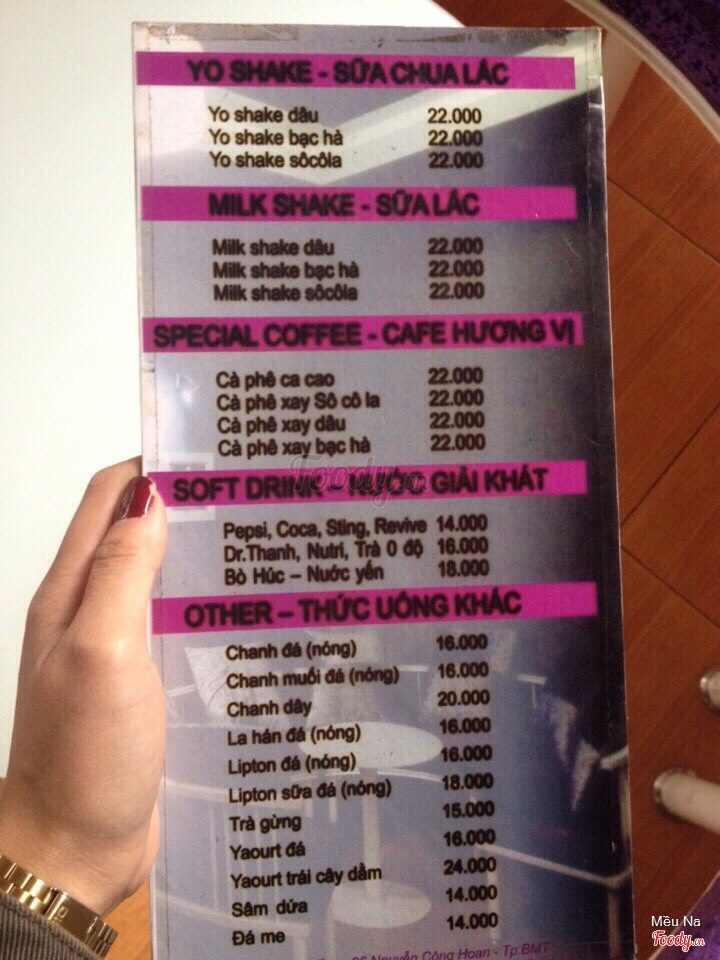 YO SHAKE - SỮA CHUA LẮC
Yo shake dâu 22.000
Yo shake bạc hà 22.000
Yo shake sôcôla 22.000
MILK SHAKE - SỮA LẮC
Milk shake dâu 22.000
Milk shake bạc hà 22.000
Milk shake sôcôla 22.000
SPECIAL COFFEE - CAFE HƯƠNG VỊ
Cà phê ca cao 22.000
Cà phê xay Sô cô la 22.000
Cà phê xay dâu 22.000
Cà phê xay bạc hà 22.000
SOFT DRINK – NƯỚC GIẢI KHÁT
Foody.vn
Pepsi, Coca, Sting, Revive 14.000
Dr.Thanh, Nutri, Trà 0 độ 16.000
Bò Húc – Nước yến 18.000
OTHER – THỨC UỐNG KHÁC
Chanh đá (nóng) 16.000
Chanh muối đá (nóng) 16.000
Chanh dây 20.000
La hán đá (nóng) 16.000
Lipton đá (nóng) 16.000
Lipton sữa đá (nóng) 18.000
Trà gừng 15.000
Yaourt đá 16.000
Yaourt trái cây dầm 24.000
Sâm dứa 14.000
Đá me 14.000
Nguyễn Công Hoan - Tp.BMT
Mều Na
Foody.vn